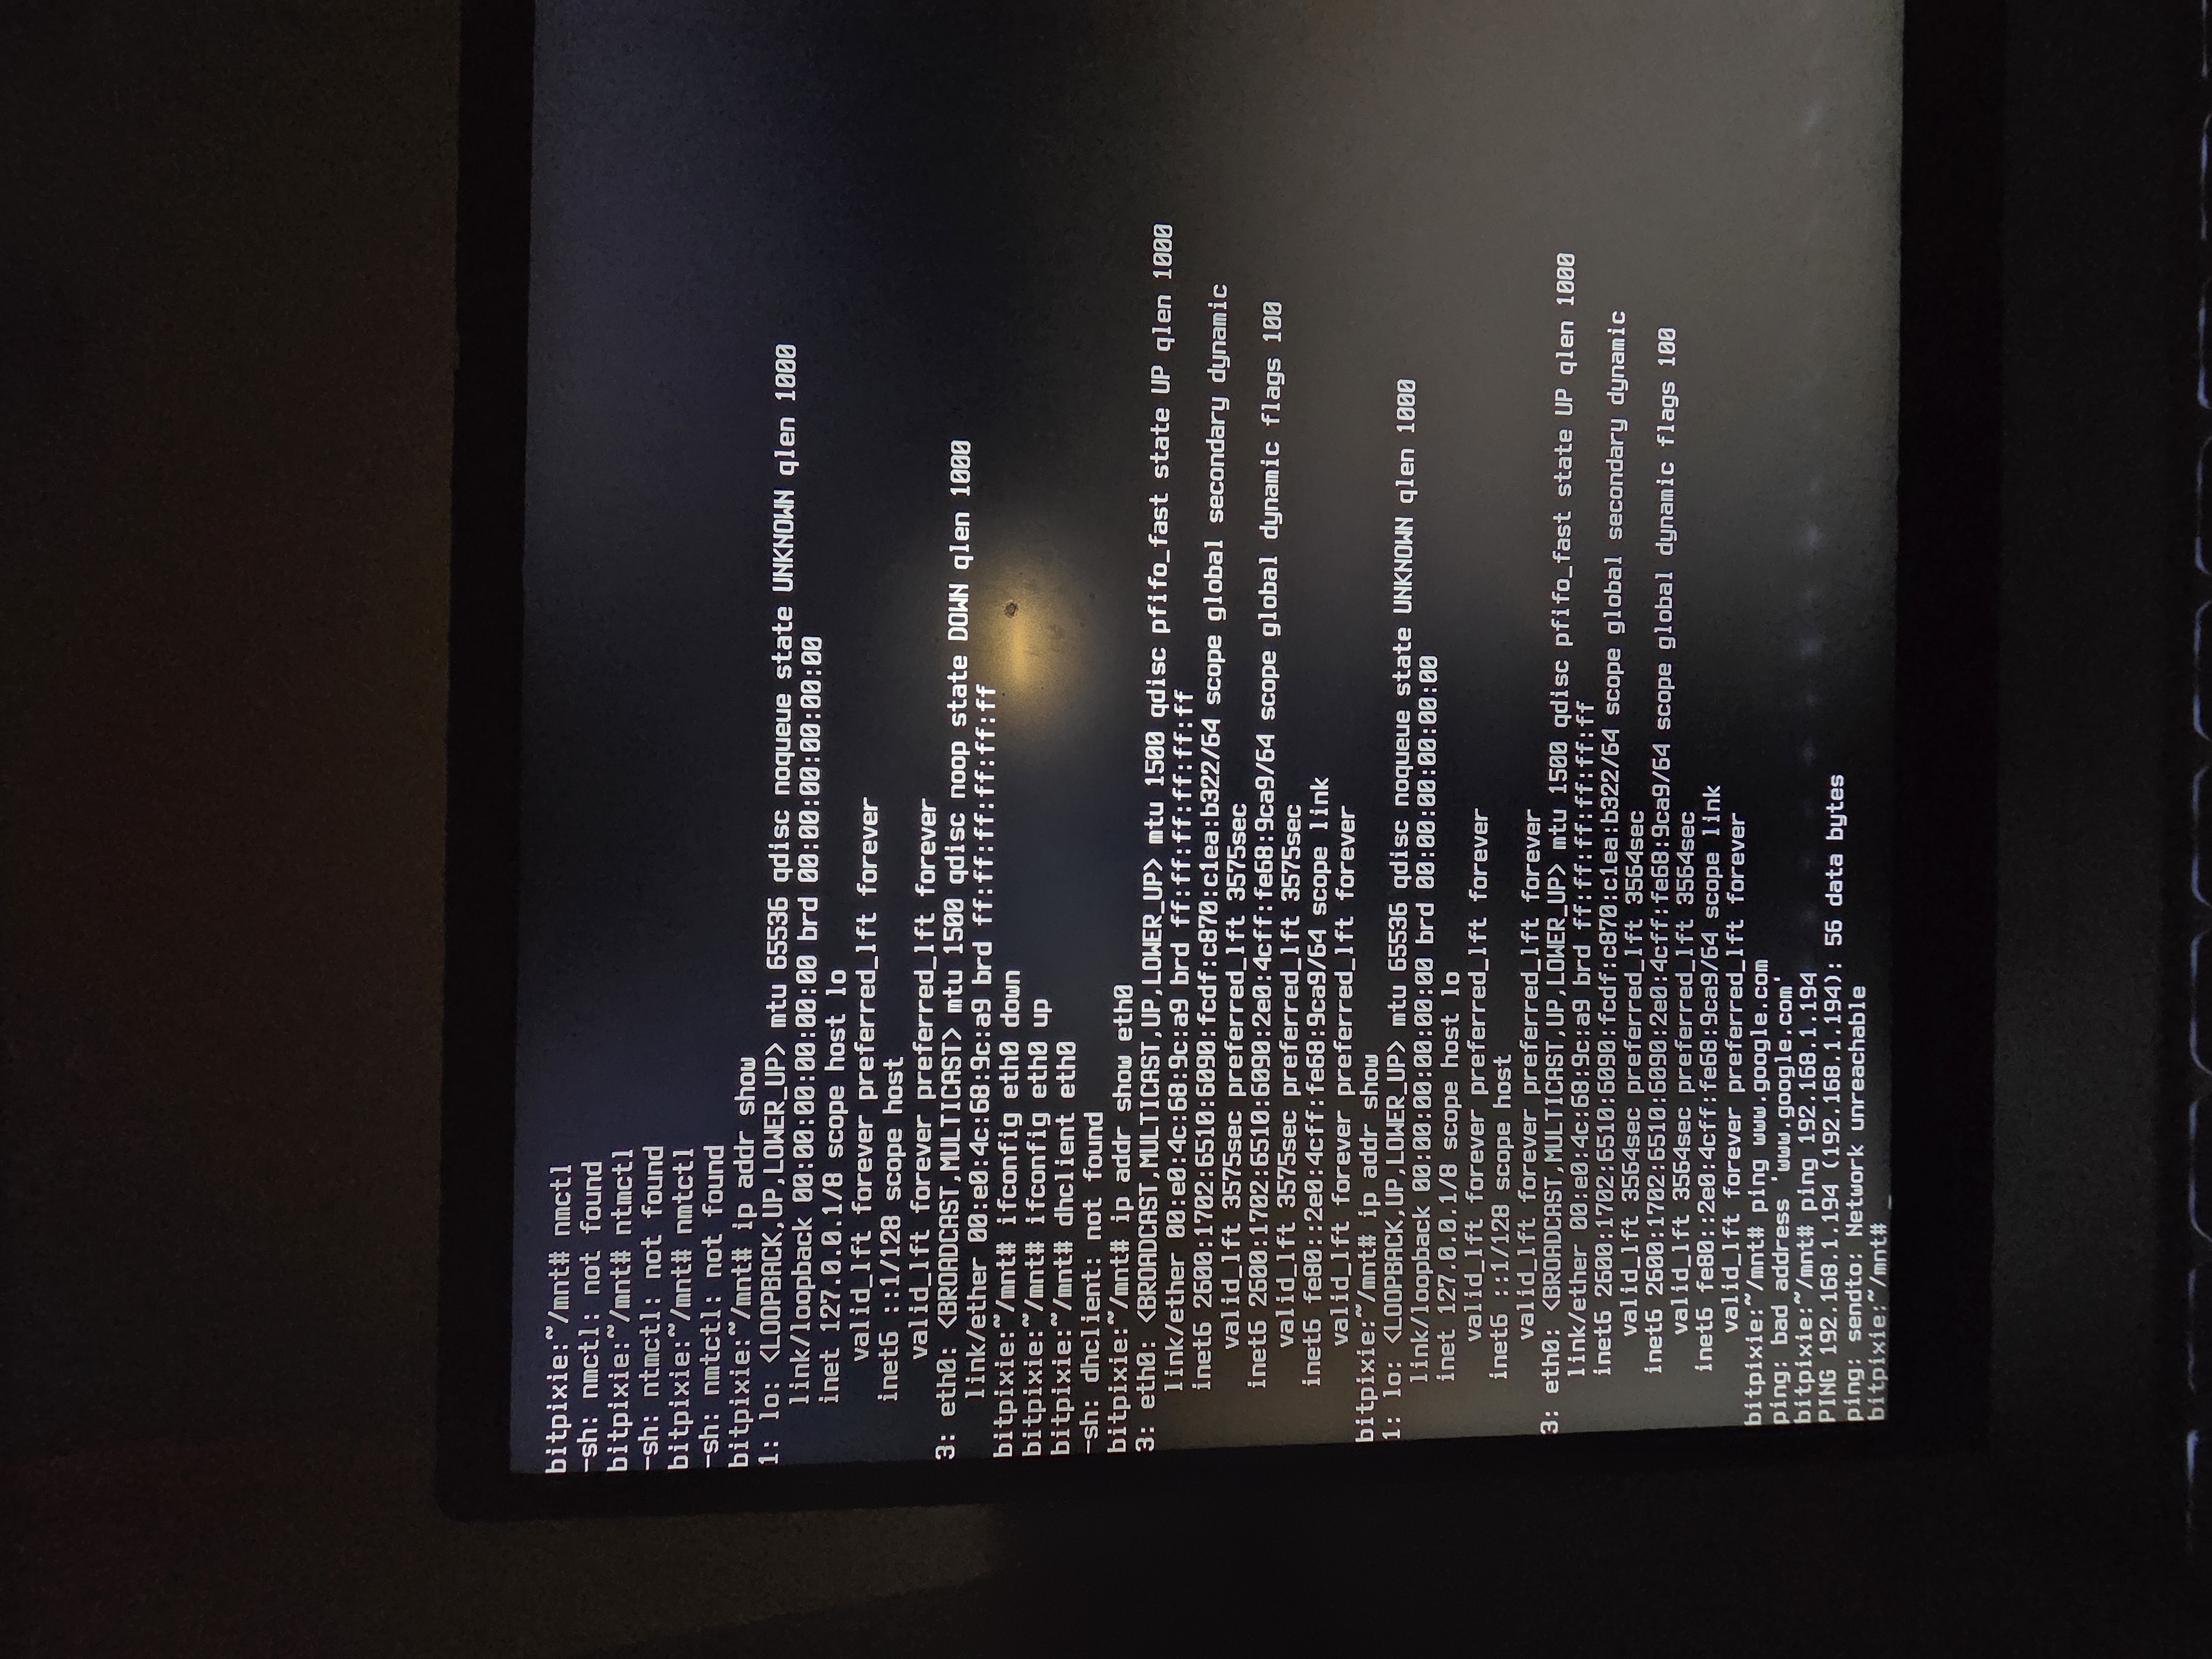 bitpixie:~/mnt# nmctl
-sh: nmctl: not found
bitpixie:~/mnt# ntmctl
-sh: ntmctl: not found
bitpixie:~/mnt# nmtctl
-sh: nmtctl: not found
bitpixie:~/mnt# ip addr show
1: lo: <LOOPBACK,UP,LOWER_UP> mtu 65536 qdisc noqueue state UNKNOWN qlen 1000
    link/loopback 00:00:00:00:00:00 brd 00:00:00:00:00:00
    inet 127.0.0.1/8 scope host lo
       valid_lft forever preferred_lft forever
    inet6 ::1/128 scope host
       valid_lft forever preferred_lft forever
3: eth0: <BROADCAST,MULTICAST> mtu 1500 qdisc noop state DOWN qlen 1000
    link/ether 00:e0:4c:68:9c:a9 brd ff:ff:ff:ff:ff:ff
bitpixie:~/mnt# ifconfig eth0 down
bitpixie:~/mnt# ifconfig eth0 up
bitpixie:~/mnt# dhclient eth0
-sh: dhclient: not found
bitpixie:~/mnt# ip addr show eth0
3: eth0: <BROADCAST,MULTICAST,UP,LOWER_UP> mtu 1500 qdisc pfifo_fast state UP qlen 1000
    link/ether 00:e0:4c:68:9c:a9 brd ff:ff:ff:ff:ff:ff
    inet6 2600:1702:6510:6090:fcdf:c870:c1ea:b322/64 scope global secondary dynamic
       valid_lft 3575sec preferred_lft 3575sec
    inet6 2600:1702:6510:6090:2e0:4cff:fe68:9ca9/64 scope global dynamic flags 100
       valid_lft 3575sec preferred_lft 3575sec
    inet6 fe80::2e0:4cff:fe68:9ca9/64 scope link
       valid_lft forever preferred_lft forever
bitpixie:~/mnt# ip addr show
1: lo: <LOOPBACK,UP,LOWER_UP> mtu 65536 qdisc noqueue state UNKNOWN qlen 1000
    link/loopback 00:00:00:00:00:00 brd 00:00:00:00:00:00
    inet 127.0.0.1/8 scope host lo
       valid_lft forever preferred_lft forever
    inet6 ::1/128 scope host
       valid_lft forever preferred_lft forever
3: eth0: <BROADCAST,MULTICAST,UP,LOWER_UP> mtu 1500 qdisc pfifo_fast state UP qlen 1000
    link/ether 00:e0:4c:68:9c:a9 brd ff:ff:ff:ff:ff:ff
    inet6 2600:1702:6510:6090:fcdf:c870:c1ea:b322/64 scope global secondary dynamic
       valid_lft 3564sec preferred_lft 3564sec
    inet6 2600:1702:6510:6090:2e0:4cff:fe68:9ca9/64 scope global dynamic flags 100
       valid_lft 3564sec preferred_lft 3564sec
    inet6 fe80::2e0:4cff:fe68:9ca9/64 scope link
       valid_lft forever preferred_lft forever
bitpixie:~/mnt# ping www.google.com
ping: bad address 'www.google.com'
bitpixie:~/mnt# ping 192.168.1.194
PING 192.168.1.194 (192.168.1.194): 56 data bytes
ping: sendto: Network unreachable
bitpixie:~/mnt# _